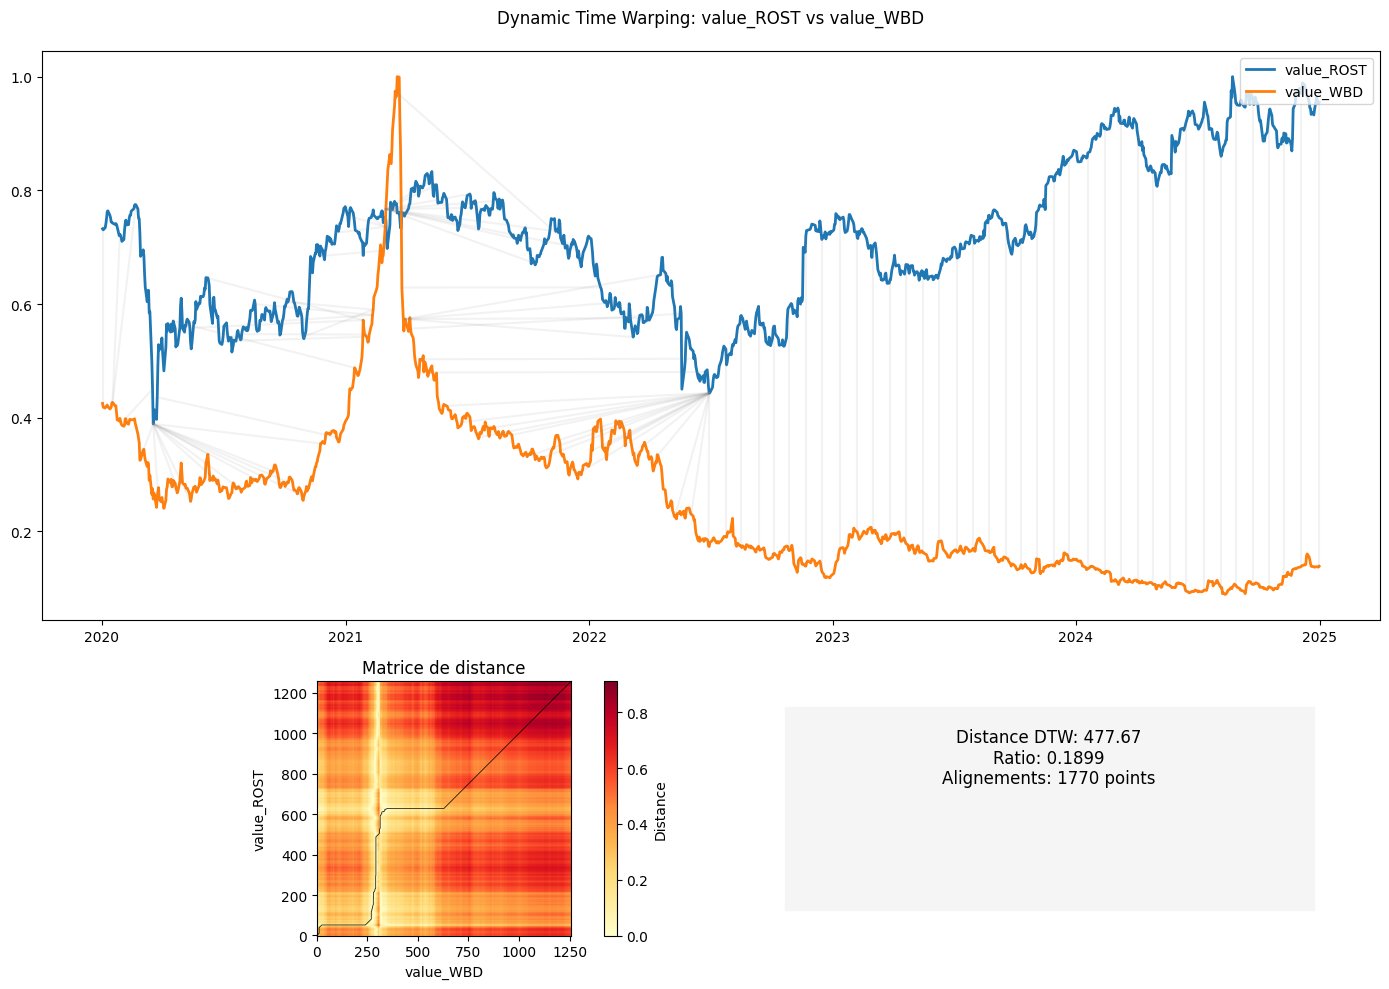 Dynamic Time Warping: value_ROST vs value_WBD
value_ROST
value_WBD
1.0
0.8
0.6
0.4
0.2
2020 2021 2022 2023 2024 2025
Matrice de distance
1200
1000
800
600
400
200
0
value_ROST
0 250 500 750 1000 1250
value_WBD
0.8
0.6
0.4
0.2
0.0
Distance
Distance DTW: 477.67
Ratio: 0.1899
Alignements: 1770 points